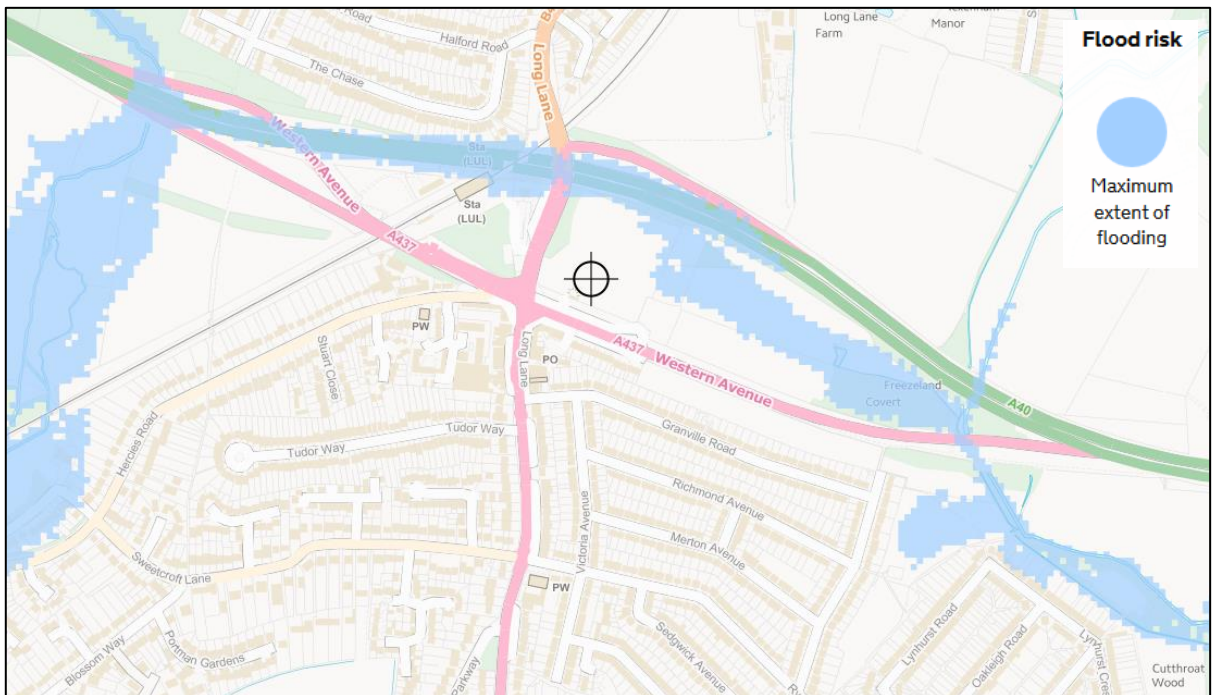 Road
Halford Road
The Chase
Long Lane
Long Lane
Farm
Manor
Flood risk
Maximum
extent of
flooding
Western Avenue
Sta
(LUL)
Sta
(LUL)
A437
PW
Stuart Close
Long Lane
PO
A437 Western Avenue
Freezeland
Covert
A40
Hercies Road
Tudor Way
Tudor Way
Granville Road
Richmond Avenue
Victoria Avenue
Merton Avenue
Sweetcroft Lane
PW
Blossom Way
Portman Gardens
Parkway
Sedgwick Avenue
Lynhurst Road
Oakleigh Road
Lynhurst Cres
Cutthroat
Wood